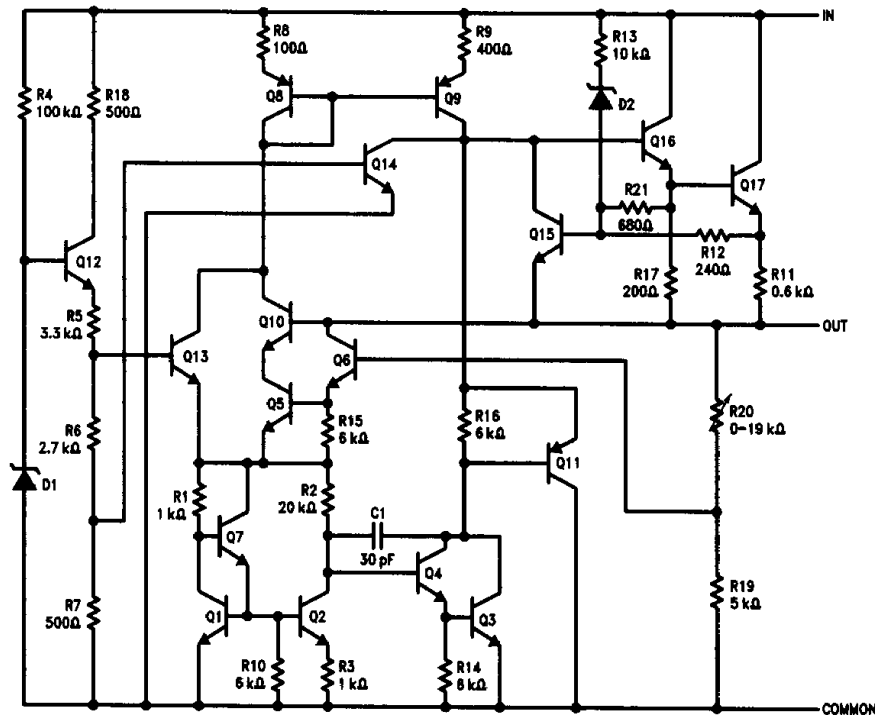 IN
R8
100Ω
R9
400Ω
R13
10 kΩ
R4
100 kΩ
R18
500Ω
Q8
Q9
D2
Q16
Q14
Q17
R21
680Ω
Q15
R12
240Ω
Q12
R17
200Ω
R11
0.6 kΩ
R5
3.3 kΩ
Q10
OUT
Q13
Q6
Q5
R15
6 kΩ
R16
6 kΩ
R20
0–19 kΩ
R6
2.7 kΩ
Q11
D1
R1
1 kΩ
R2
20 kΩ
Q7
C1
30 pF
Q4
R19
5 kΩ
R7
500Ω
Q1
Q2
Q3
R10
6 kΩ
R3
1 kΩ
R14
6 kΩ
COMMON